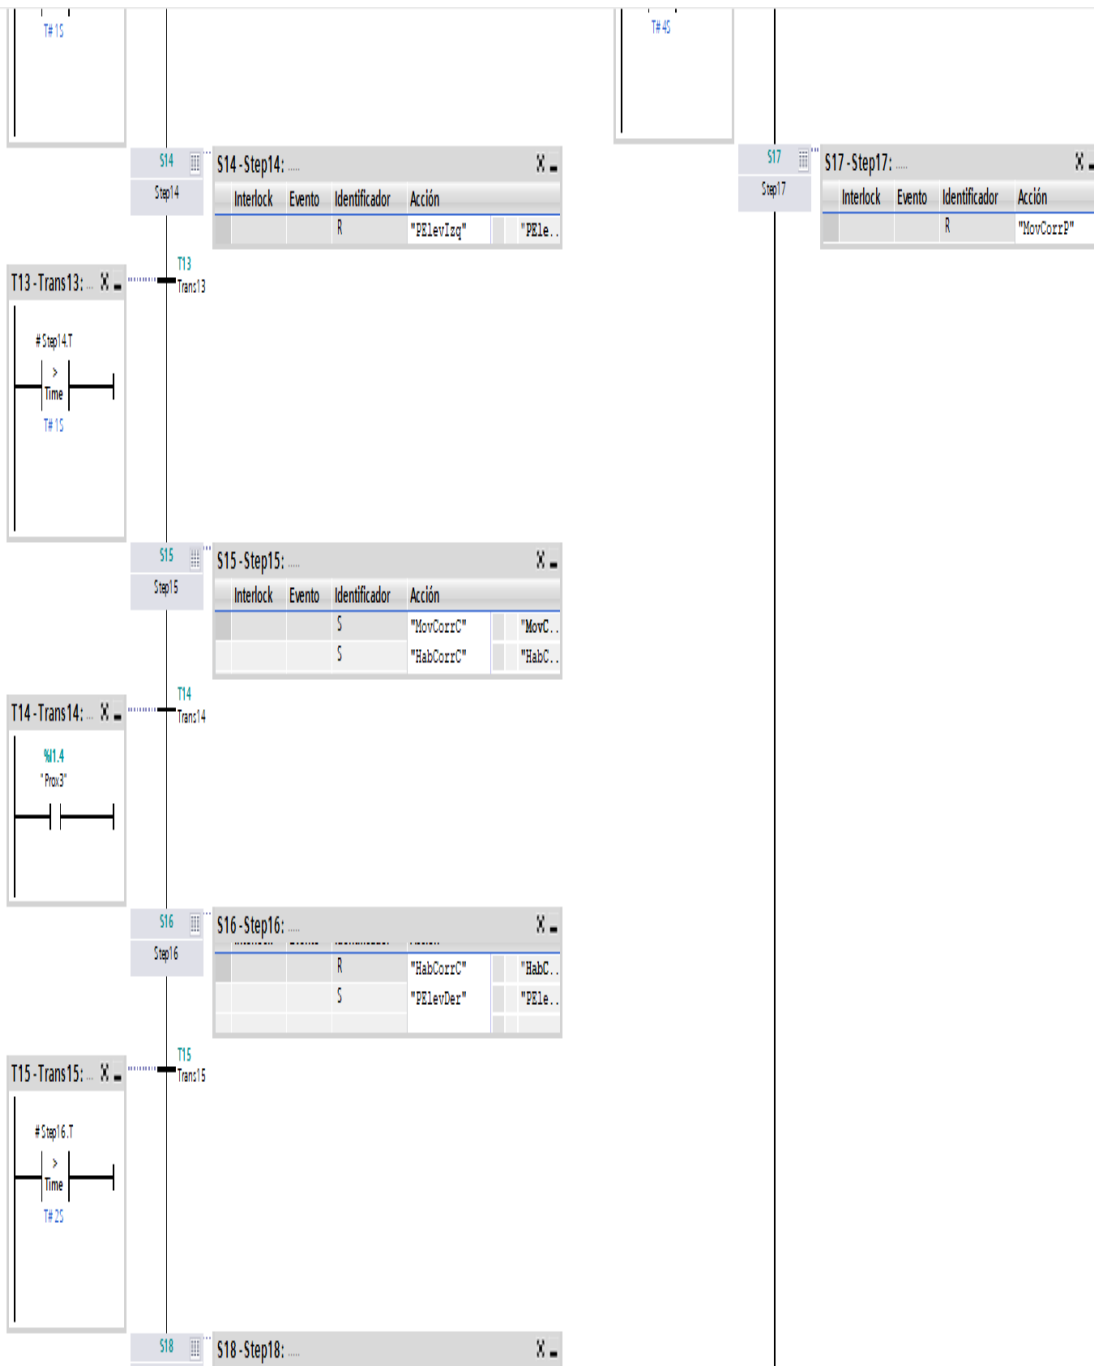 T# 1S
T# 4S
S14
Step14
S14 -Step14: .....
Interlock Evento Identificador Acción
R "PElevIzq" "PEle..
S17
Step17
S17 -Step17: .....
Interlock Evento Identificador Acción
R "MovCorrP"
T13
Trans13
T13 -Trans13: ...
# Step14.T
>
Time
T# 1S
S15
Step15
S15 -Step15: .....
Interlock Evento Identificador Acción
S "MovCorrC" "MovC..
S "HabCorrC" "HabC..
T14
Trans14
T14 -Trans14: ...
%I1.4
"Prox3"
S16
Step16
S16 -Step16: .....
R "HabCorrC" "HabC..
S "PElevDer" "PEle..
T15
Trans15
T15 -Trans15: ...
# Step16.T
>
Time
T# 2S
S18
S18 -Step18: .....